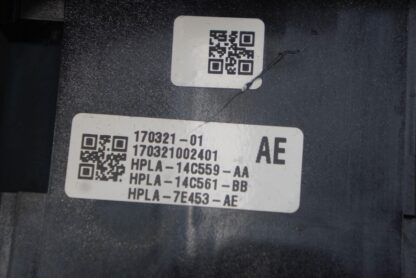 170321-01
170321002401
HPLA-14C559-AA
HPLA-14C561-BB
HPLA-7E453-AE
AE